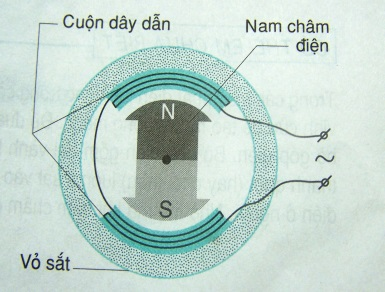 Cuộn dây dẫn
Nam châm
điện
N
S
~
Vỏ sắt